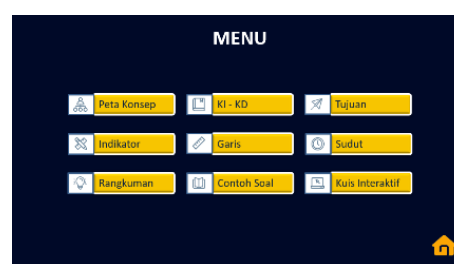 MENU
Peta Konsep
KI - KD
Tujuan
Indikator
Garis
Sudut
Rangkuman
Contoh Soal
Kuis Interaktif